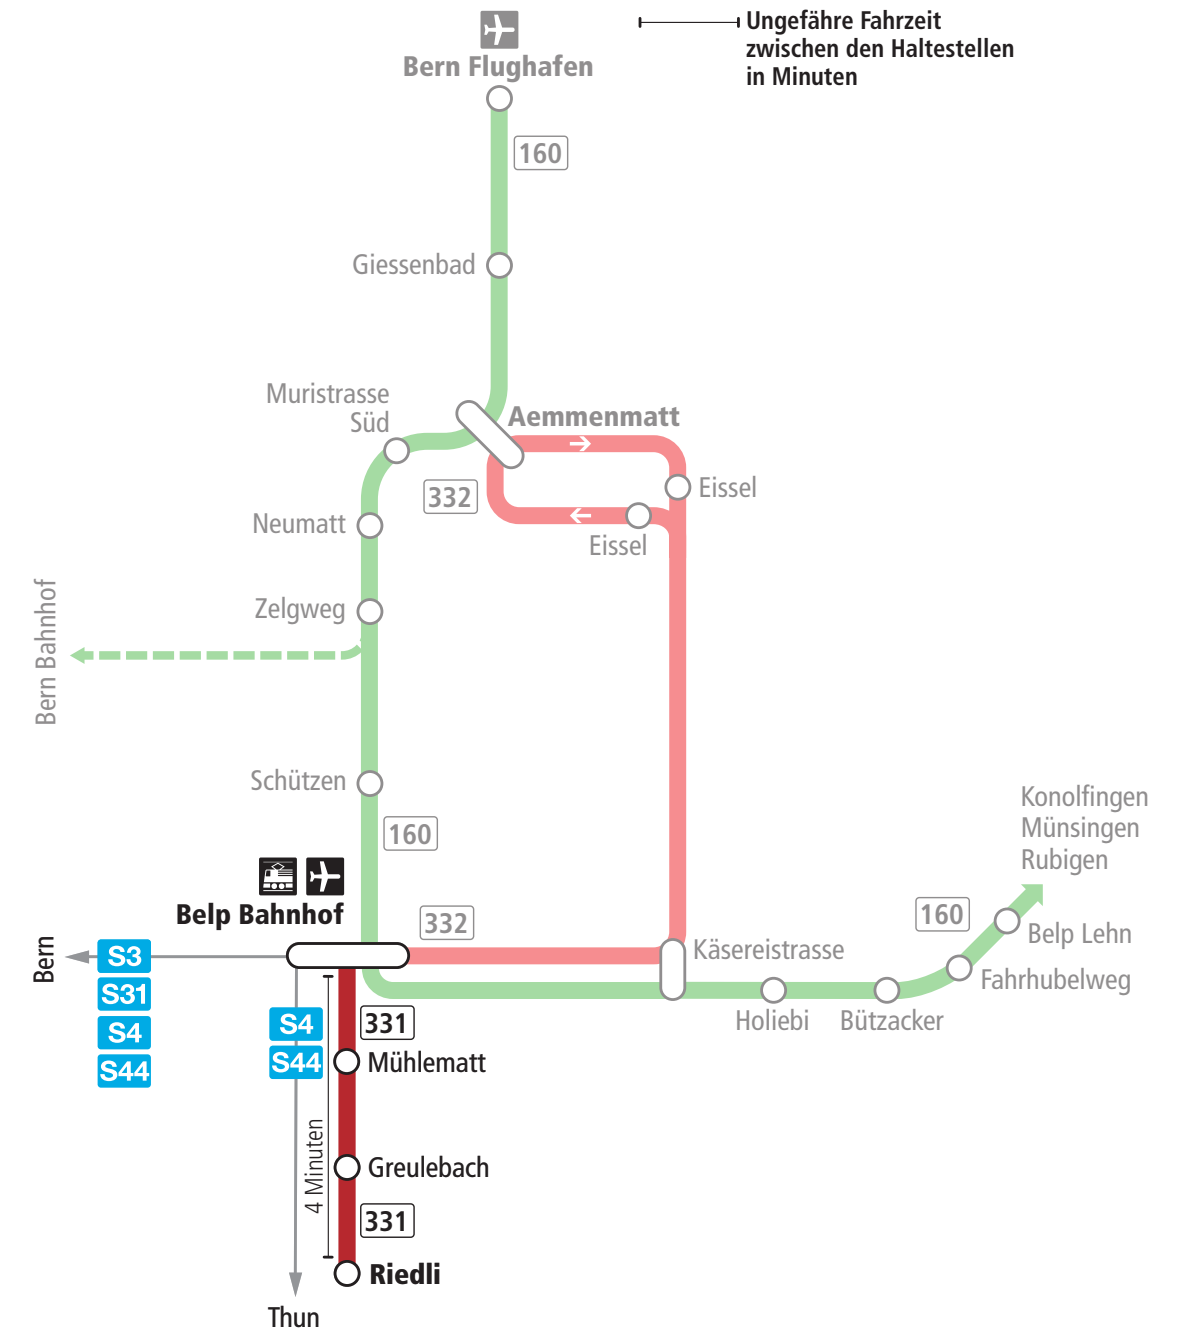 Ungefähre Fahrzeit
zwischen den Haltestellen
in Minuten
Bern Flughafen
160
Giessenbad
Muristrasse
Süd
Aemmenmatt
332
Eissel
Eissel
Neumatt
Zelgweg
Bern Bahnhof
Schützen
160
Konolfingen
Münsingen
Rubigen
Belp Bahnhof
332
160
Belp Lehn
Käsereistrasse
Fahrhubelweg
Holiebi
Bützacker
Bern
S3
S31
S4
S44
S4
S44
331
Mühlematt
4 Minuten
Greulebach
331
Riedli
Thun